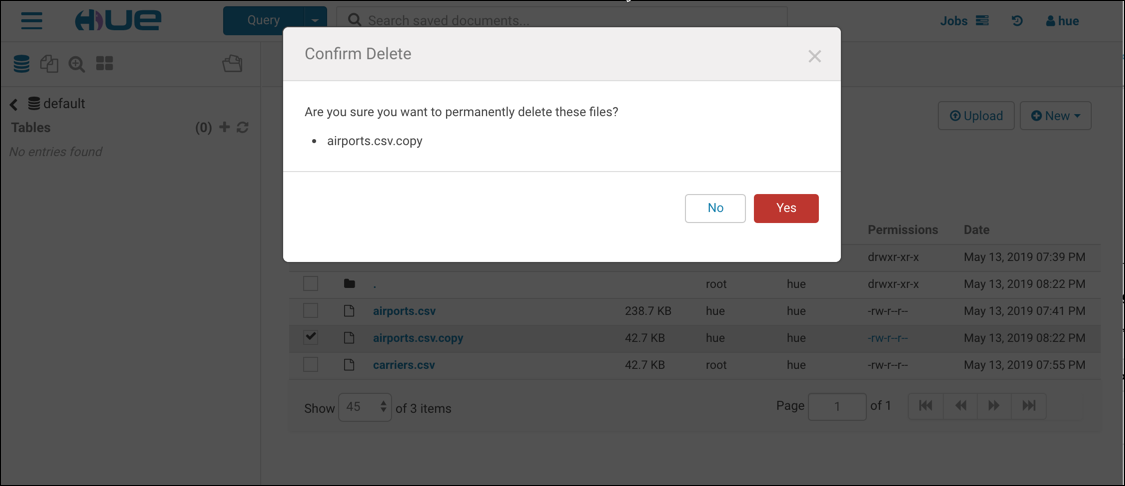 HUE
Query
Search saved documents...
Jobs
hue
Confirm Delete
default
Are you sure you want to permanently delete these files?
Upload
New
Tables (0)
airports.csv.copy
No entries found
No
Yes
Permissions Date
drwxr-xr-x May 13, 2019 07:39 PM
. root hue drwxr-xr-x May 13, 2019 08:22 PM
airports.csv 238.7 KB hue hue -rw-r--r-- May 13, 2019 07:41 PM
airports.csv.copy 42.7 KB hue hue -rw-r--r-- May 13, 2019 08:22 PM
carriers.csv 42.7 KB root hue -rw-r--r-- May 13, 2019 07:55 PM
Show 45 of 3 items Page 1 of 1